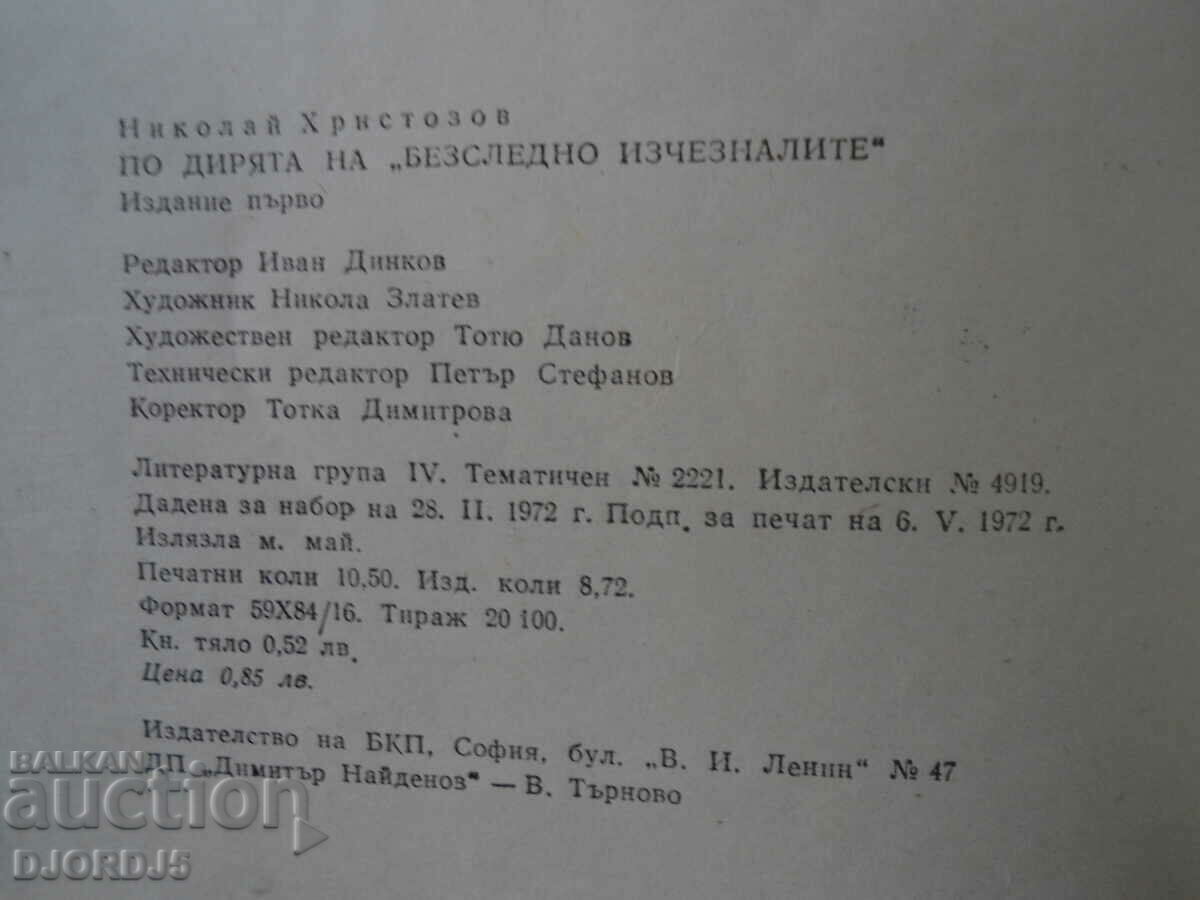 Николай Христозов
ПО ДИРЯТА НА „БЕЗСЛЕДНО ИЗЧЕЗНАЛИТЕ“
Издание първо
Редактор Иван Динков
Художник Никола Златев
Художествен редактор Тотю Данов
Технически редактор Петър Стефанов
Коректор Тотка Димитрова
Литературна група IV. Тематичен № 2221. Издателски № 4919.
Дадена за набор на 28. II. 1972 г. Подп. за печат на 6. V. 1972 г.
Излязла м. май.
Печатни коли 10,50. Изд. коли 8,72.
Формат 59X84/16. Тираж 20 100.
Кн. тяло 0,52 лв.
Цена 0,85 лв.
Издателство на БКП, София, бул. „В. И. Ленин“ № 47
ДП „Димитър Найденоз“ — В. Търново
BALKAN
auction
DJORDJ5